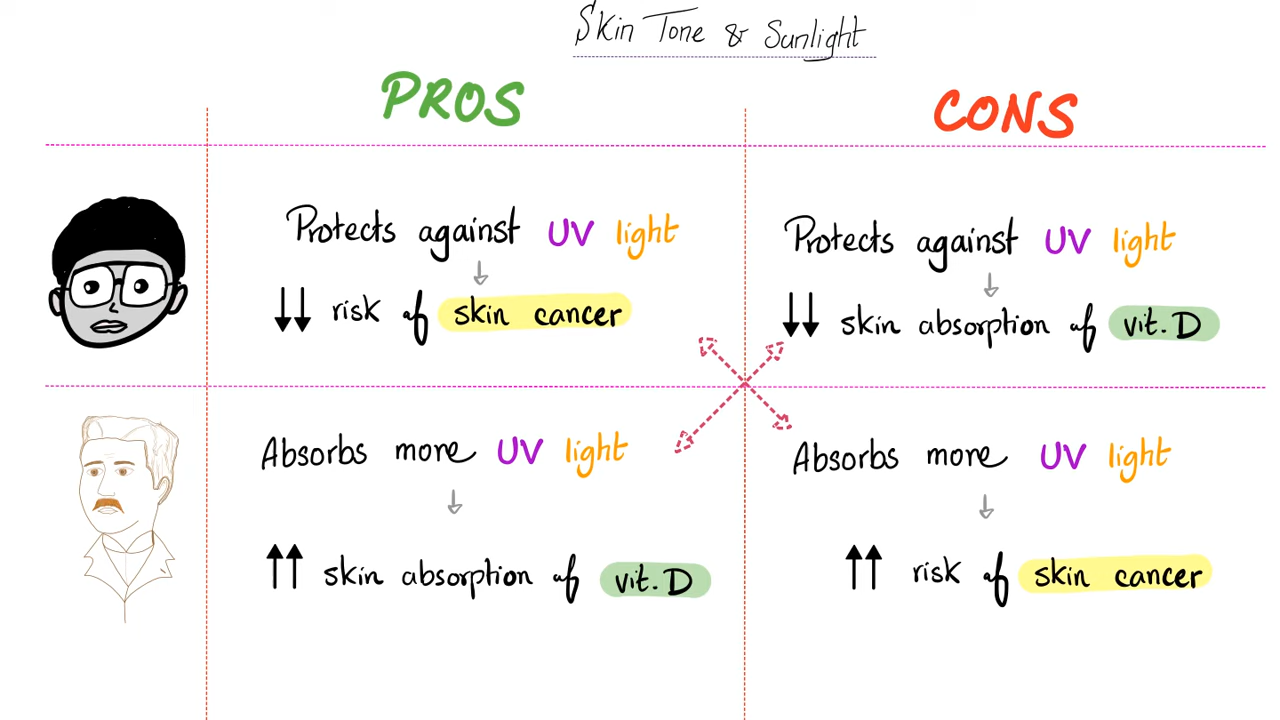 Skin Tone & Sunlight
PROS
CONS
Protects against UV light
↓↓ risk of skin cancer
Protects against UV light
↓↓ skin absorption of vit. D
Absorbs more UV light
↑↑ skin absorption of vit. D
Absorbs more UV light
↑↑ risk of skin cancer